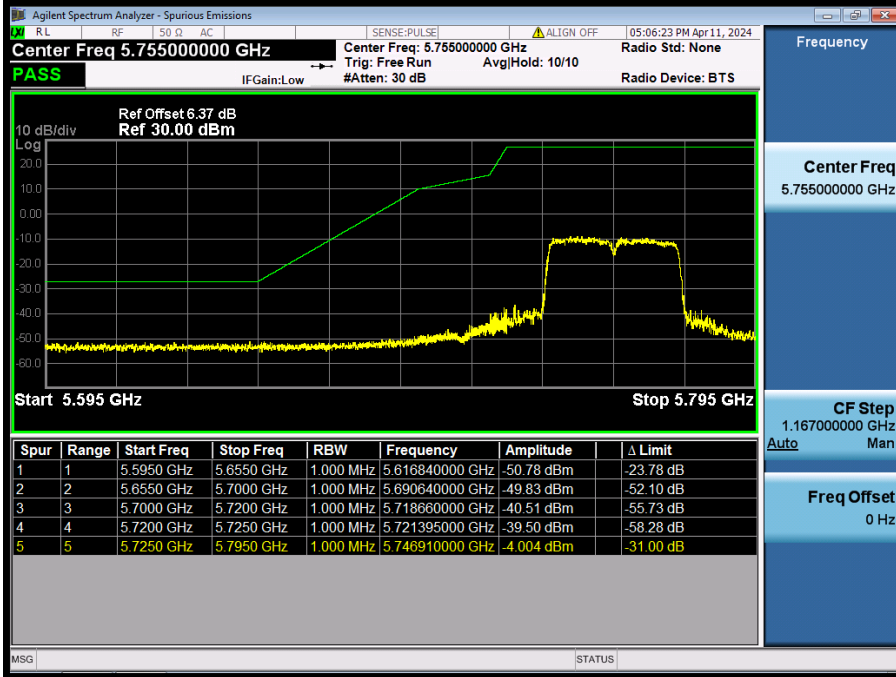 Agilent Spectrum Analyzer - Spurious Emissions
LXI RL RF 50 Ω AC SENSE:PULSE ALIGN OFF 05:06:23 PM Apr 11, 2024
Center Freq 5.755000000 GHz
Center Freq: 5.755000000 GHz
Radio Std: None
Trig: Free Run Avg|Hold: 10/10
PASS
IFGain:Low
#Atten: 30 dB
Radio Device: BTS
Ref Offset 6.37 dB
10 dB/div Ref 30.00 dBm
Log
20.0
10.0
0.00
-10.0
-20.0
-30.0
-40.0
-50.0
-60.0
Start 5.595 GHz Stop 5.795 GHz
Spur Range Start Freq Stop Freq RBW Frequency Amplitude Δ Limit
1 1 5.5950 GHz 5.6550 GHz 1.000 MHz 5.616840000 GHz -50.78 dBm -23.78 dB
2 2 5.6550 GHz 5.7000 GHz 1.000 MHz 5.690640000 GHz -49.83 dBm -52.10 dB
3 3 5.7000 GHz 5.7200 GHz 1.000 MHz 5.718660000 GHz -40.51 dBm -55.73 dB
4 4 5.7200 GHz 5.7250 GHz 1.000 MHz 5.721395000 GHz -39.50 dBm -58.28 dB
5 5 5.7250 GHz 5.7950 GHz 1.000 MHz 5.746910000 GHz -4.004 dBm -31.00 dB
MSG STATUS
Frequency
Center Freq
5.755000000 GHz
CF Step
1.167000000 GHz
Auto Man
Freq Offset
0 Hz